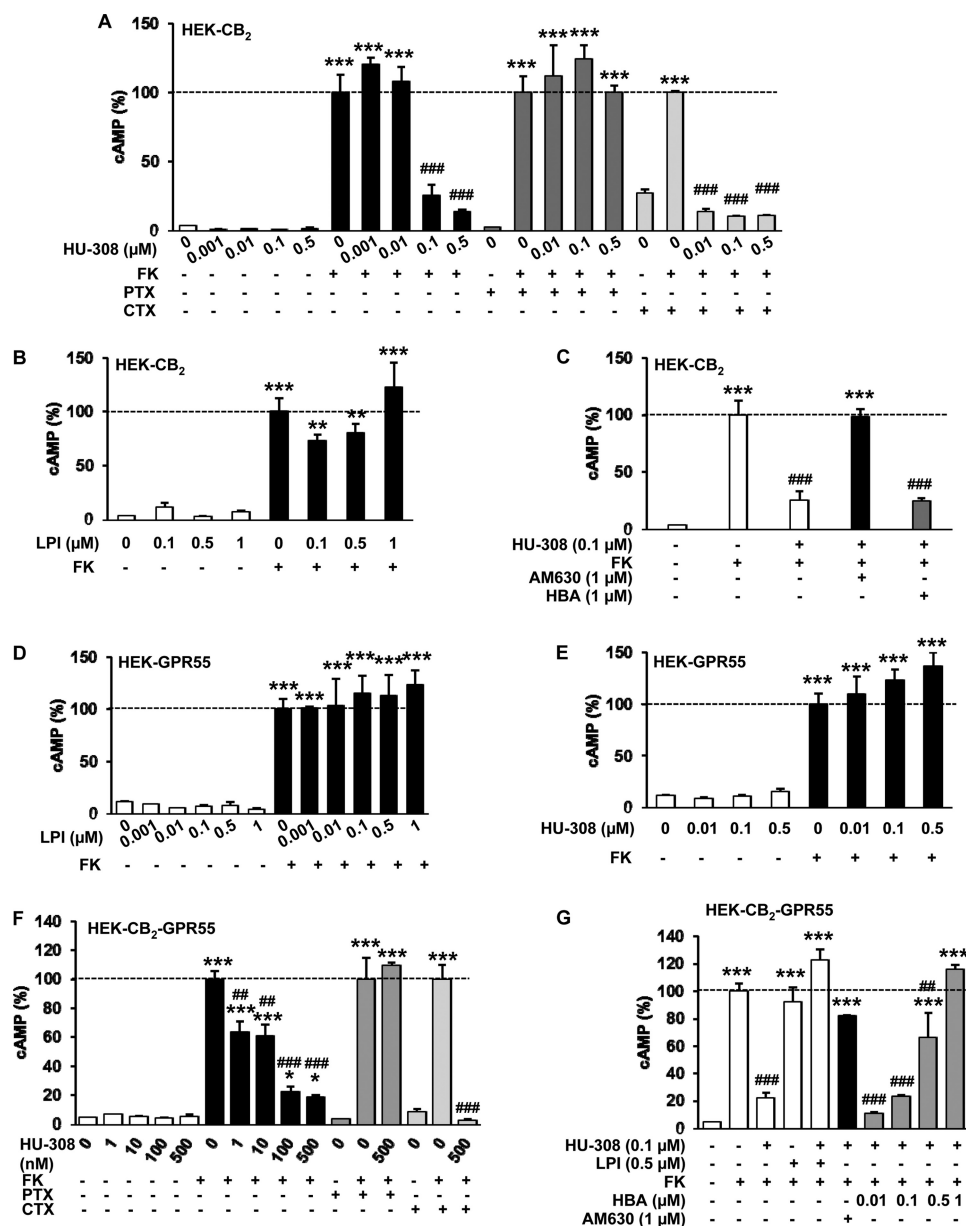 A HEK-CB2
150
100
50
0
cAMP (%)
*** *** *** ### ### *** *** *** *** *** ### ### ###
HU-308 (µM) 0 0.001 0.01 0.1 0.5 0 0.001 0.01 0.1 0.5 0 0 0.01 0.1 0.5 0 0 0.01 0.1 0.5
FK - - - - - + + + + + - + + + + - + + + +
PTX - - - - - - - - - - + + + + + - - - - -
CTX - - - - - - - - - - - - - - - + + + + +
B HEK-CB2
150
100
50
0
cAMP (%)
*** ** ** ***
LPI (µM) 0 0.1 0.5 1 0 0.1 0.5 1
FK - - - - + + + +
C HEK-CB2
150
100
50
0
cAMP (%)
*** ### *** ###
HU-308 (0.1 µM) - - + + +
FK - + + + +
AM630 (1 µM) - - - + -
HBA (1 µM) - - - - +
D HEK-GPR55
150
100
50
0
cAMP (%)
*** *** *** *** *** ***
LPI (µM) 0 0.001 0.01 0.1 0.5 1 0 0.001 0.01 0.1 0.5 1
FK - - - - - - + + + + + +
E HEK-GPR55
150
100
50
0
cAMP (%)
*** *** *** ***
HU-308 (µM) 0 0.01 0.1 0.5 0 0.01 0.1 0.5
FK - - - - + + + +
F HEK-CB2-GPR55
140
120
100
80
60
40
20
0
cAMP (%)
*** ## *** ## *** ### * ### * *** *** *** ###
HU-308 (nM) 0 1 10 100 500 0 1 10 100 500 0 0 500 0 0 500
FK - - - - - + + + + + - + + - + +
PTX - - - - - - - - - - + + + - - -
CTX - - - - - - - - - - - - - + + +
G HEK-CB2-GPR55
140
120
100
80
60
40
20
0
cAMP (%)
*** ### *** *** *** ### ### ## *** ***
HU-308 (0.1 µM) - - + - + + + + + +
LPI (0.5 µM) - - - + + - - - - -
FK - + + + + + + + + +
HBA (µM) - - - - - - 0.01 0.1 0.5 1
AM630 (1 µM) - - - - - + - - - -